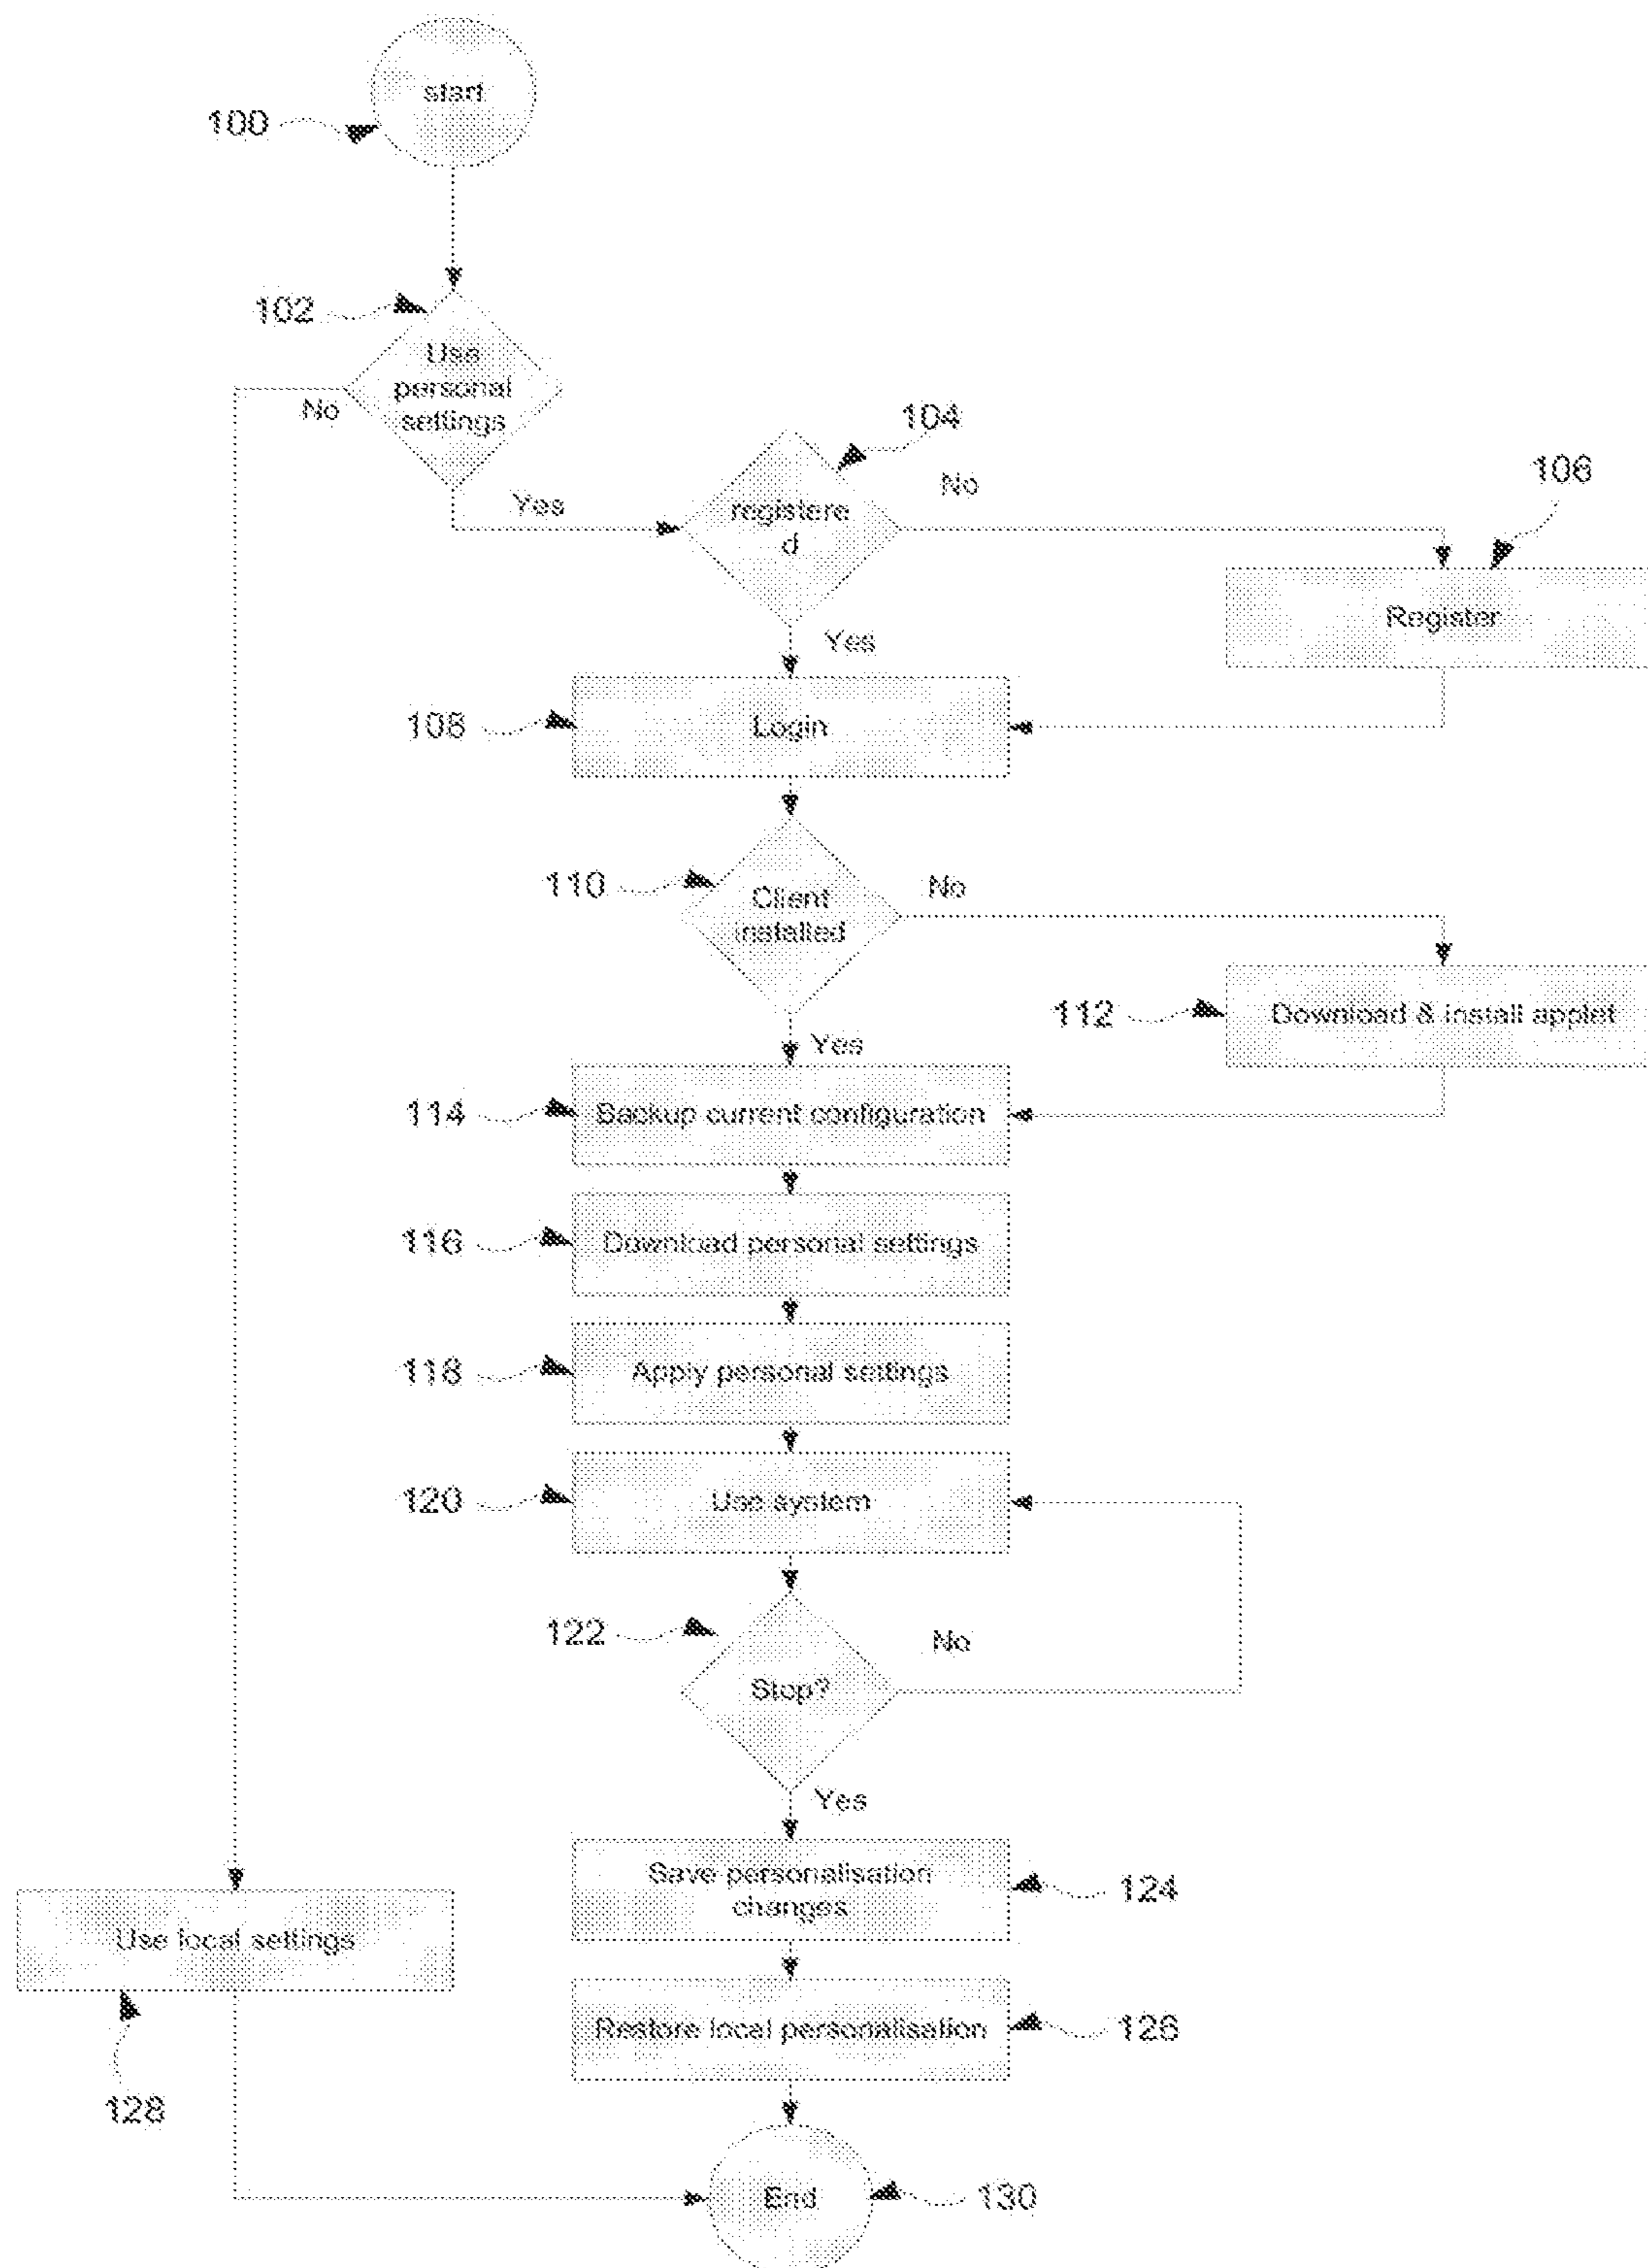 start
100
102
Use
personal
settings
No
Yes
104
registere
d
No
106
Register
Yes
108
Login
110
Client
installed
No
112
Download & install applet
Yes
114
Backup current configuration
116
Download personal settings
118
Apply personal settings
120
Use system
122
Stop?
No
Yes
Save personalisation
changes
124
Use local settings
Restore local personalisation
126
128
End
130